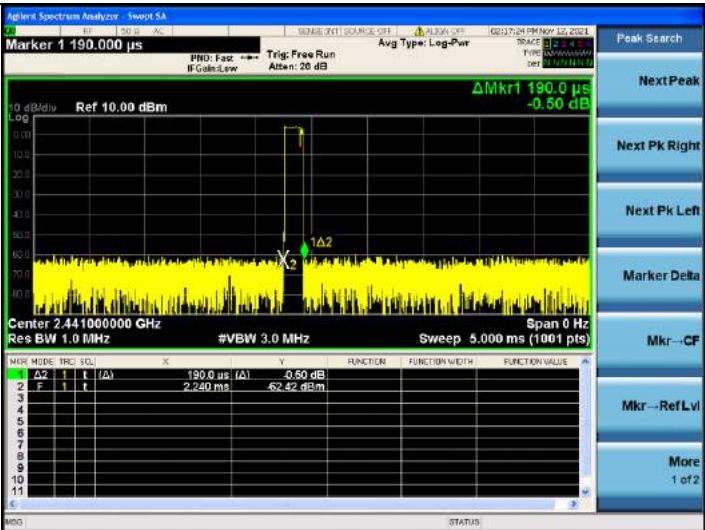 Agilent Spectrum Analyzer - Swept SA
RF 50 Ω AC SENSE:INT SOURCE OFF ALIGN OFF 02:17:24 PM Nov 12, 2021
Marker 1 190.000 µs
PNO: Fast
IFGain:Low
Trig: Free Run
Atten: 20 dB
Avg Type: Log-Pwr
TRACE 1 2 3 4 5 6
TYPE
DET N N N N N N
ΔMkr1 190.0 µs
-0.50 dB
10 dB/div Ref 10.00 dBm
Log
0.00
-10.0
-20.0
-30.0
-40.0
-50.0
-60.0
-70.0
-80.0
1Δ2
X2
Center 2.441000000 GHz Span 0 Hz
Res BW 1.0 MHz #VBW 3.0 MHz Sweep 5.000 ms (1001 pts)
MKR MODE TRC SCL X Y FUNCTION FUNCTION WIDTH FUNCTION VALUE
1 Δ2 1 t (Δ) 190.0 µs (Δ) -0.50 dB
2 F 1 t 2.240 ms -62.42 dBm
3
4
5
6
7
8
9
10
11
MSG STATUS
Peak Search
Next Peak
Next Pk Right
Next Pk Left
Marker Delta
Mkr→CF
Mkr→Ref Lvl
More
1 of 2